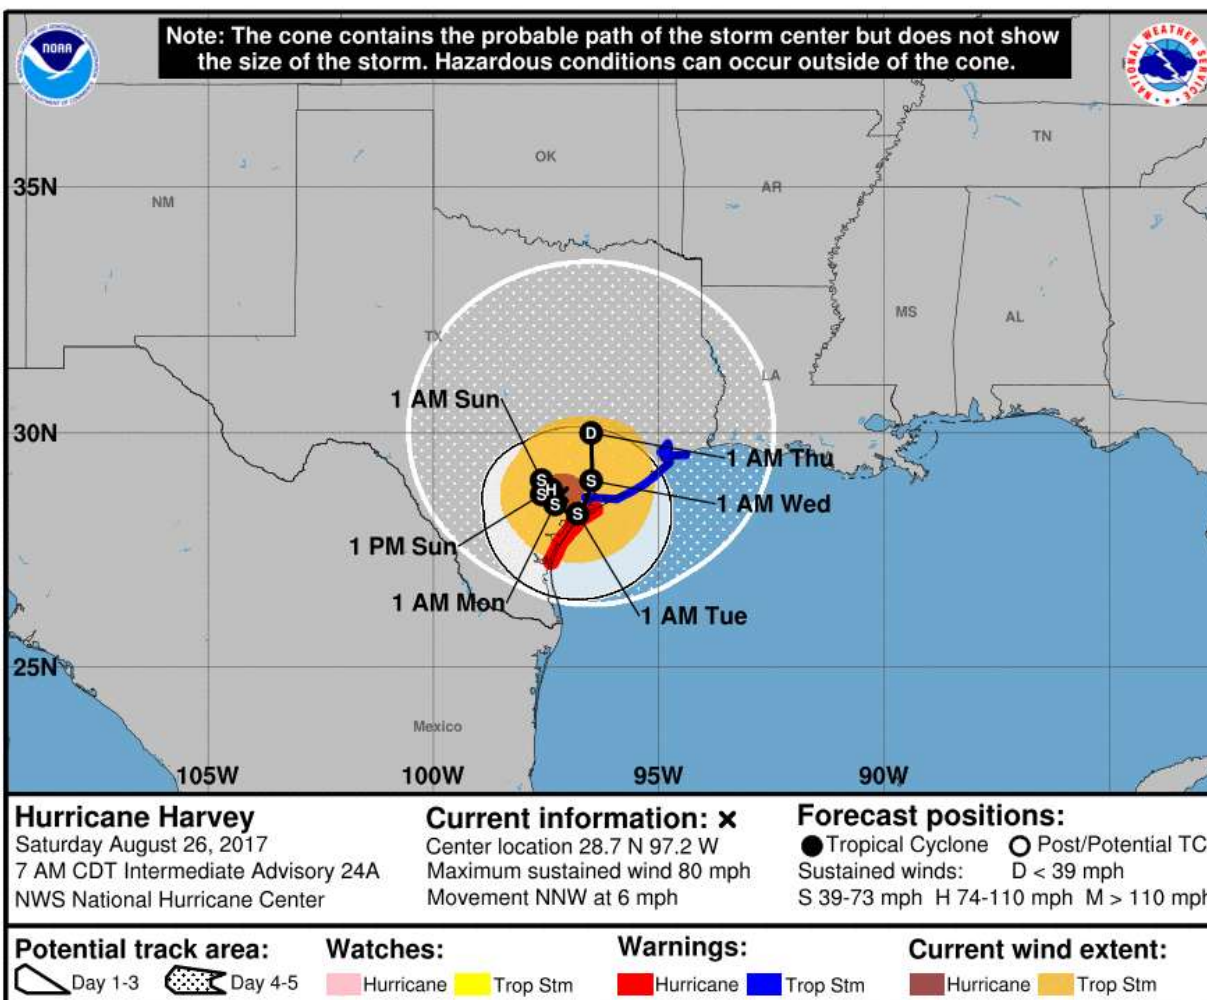 Note: The cone contains the probable path of the storm center but does not show
the size of the storm. Hazardous conditions can occur outside of the cone.
NOAA
NATIONAL WEATHER SERVICE
TN
OK
AR
35N
NM
MS
AL
TX
LA
1 AM Sun
30N
D
1 AM Thu
S
S
H
S
1 AM Wed
S
S
1 PM Sun
1 AM Mon
1 AM Tue
25N
Mexico
105W
100W
95W
90W
Hurricane Harvey
Saturday August 26, 2017
7 AM CDT Intermediate Advisory 24A
NWS National Hurricane Center
Current information: ×
Center location 28.7 N 97.2 W
Maximum sustained wind 80 mph
Movement NNW at 6 mph
Forecast positions:
Tropical Cyclone Post/Potential TC
Sustained winds: D < 39 mph
S 39-73 mph H 74-110 mph M > 110 mph
Potential track area:
Day 1-3 Day 4-5
Watches:
Hurricane Trop Stm
Warnings:
Hurricane Trop Stm
Current wind extent:
Hurricane Trop Stm